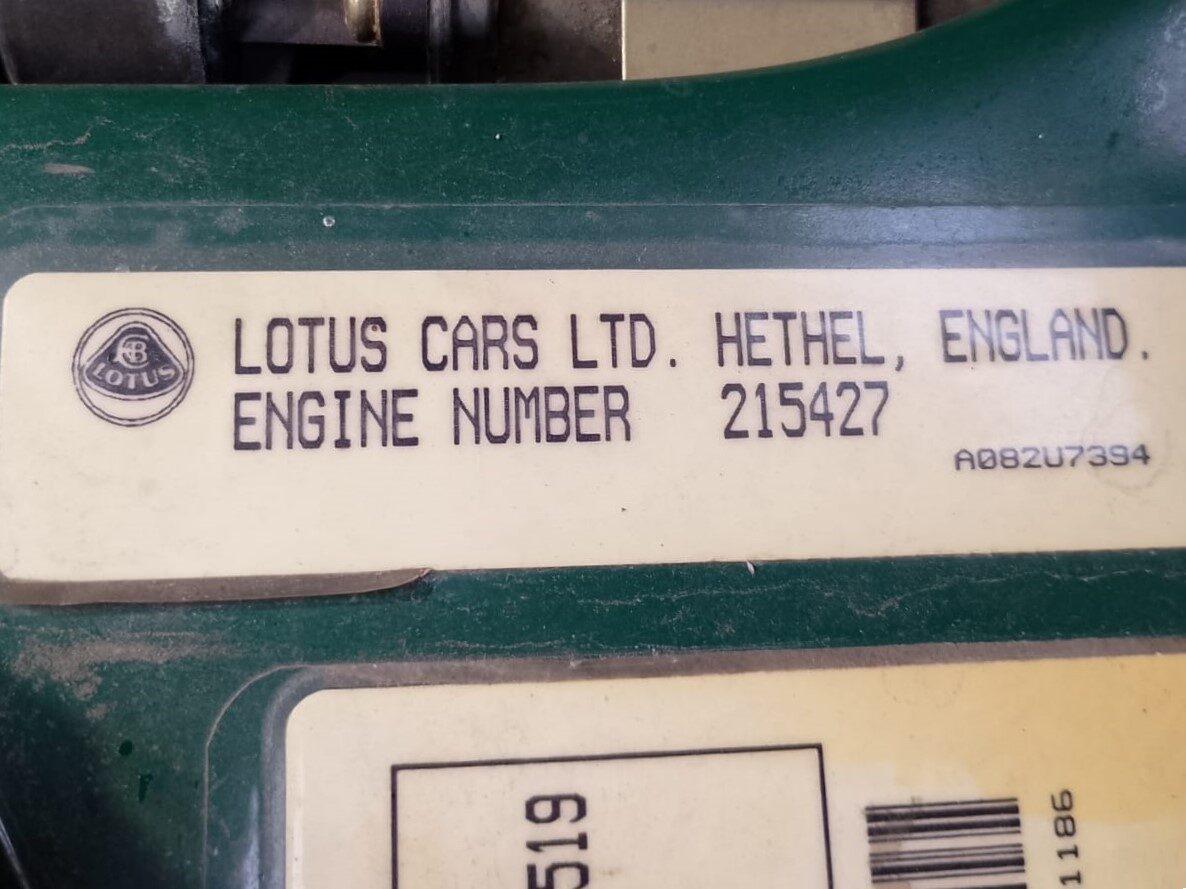 LOTUS
LOTUS CARS LTD. HETHEL, ENGLAND.
ENGINE NUMBER 215427
A082U7394
519
1186